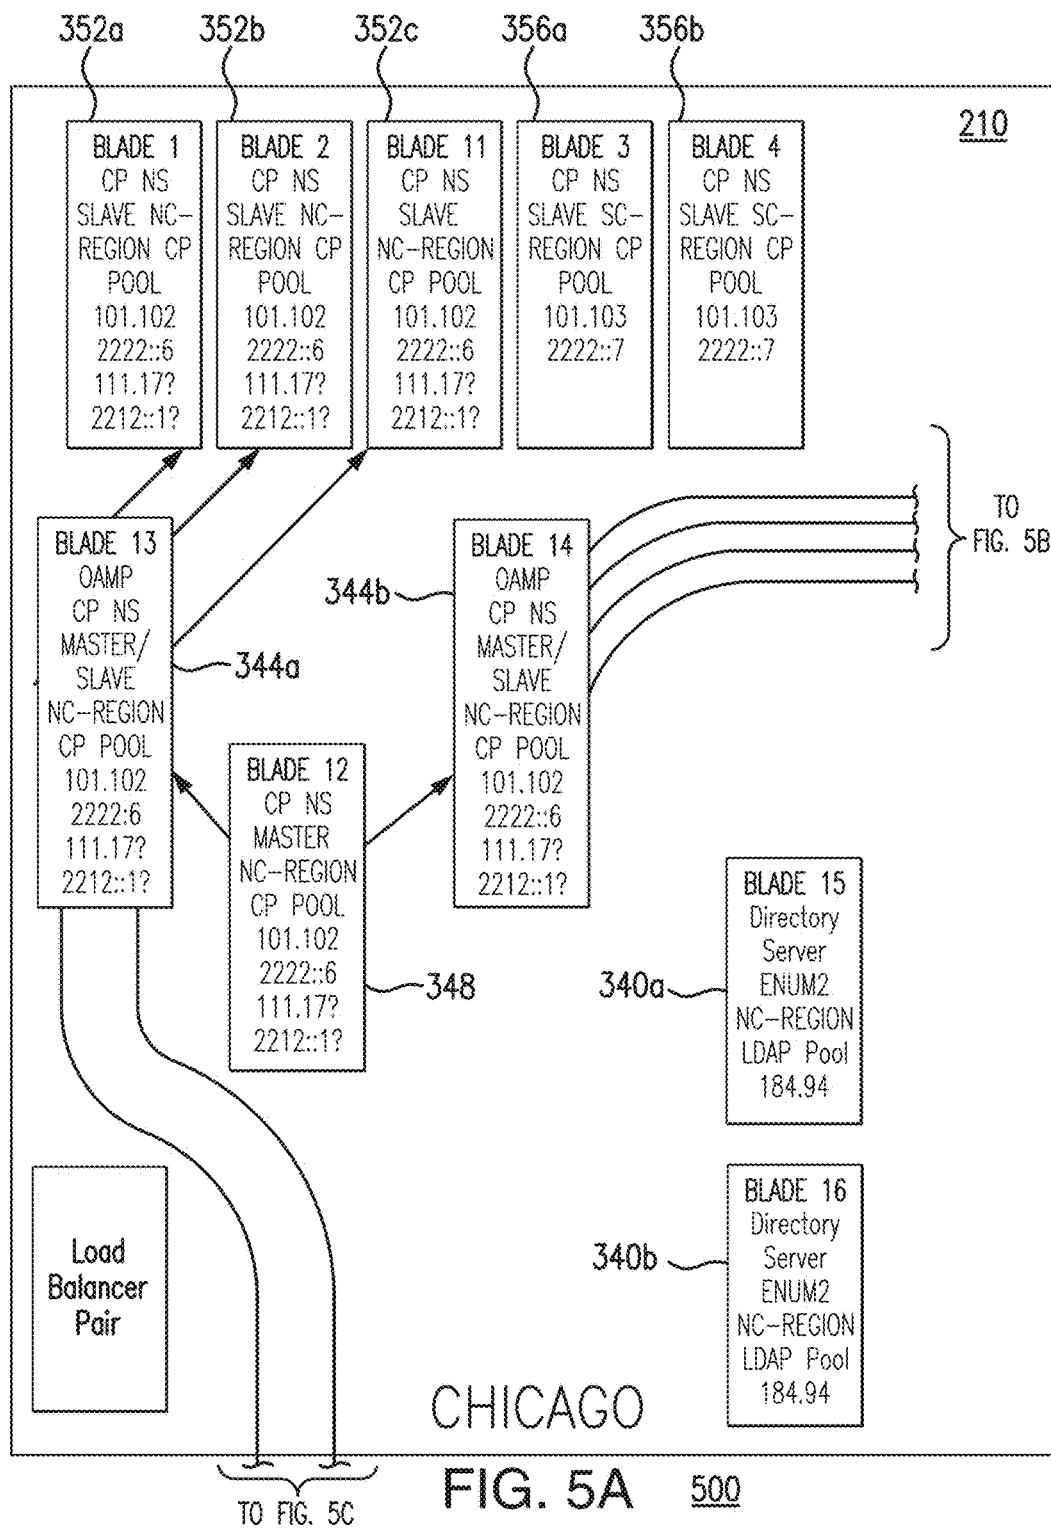 352a
352b
352c
356a
356b
210
BLADE 1
CP NS
SLAVE NC-
REGION CP
POOL
101.102
2222::6
111.17?
2212::1?
BLADE 2
CP NS
SLAVE NC-
REGION CP
POOL
101.102
2222::6
111.17?
2212::1?
BLADE 11
CP NS
SLAVE
NC-REGION
CP POOL
101.102
2222::6
111.17?
2212::1?
BLADE 3
CP NS
SLAVE SC-
REGION CP
POOL
101.103
2222::7
BLADE 4
CP NS
SLAVE SC-
REGION CP
POOL
101.103
2222::7
TO
FIG. 5B
BLADE 13
OAMP
CP NS
MASTER/
SLAVE
NC-REGION
CP POOL
101.102
2222:6
111.17?
2212::1?
344a
344b
BLADE 14
OAMP
CP NS
MASTER/
SLAVE
NC-REGION
CP POOL
101.102
2222::6
111.17?
2212::1?
BLADE 12
CP NS
MASTER
NC-REGION
CP POOL
101.102
2222::6
111.17?
2212::1?
348
340a
BLADE 15
Directory
Server
ENUM2
NC-REGION
LDAP Pool
184.94
340b
BLADE 16
Directory
Server
ENUM2
NC-REGION
LDAP Pool
184.94
Load
Balancer
Pair
CHICAGO
TO FIG. 5C
FIG. 5A
500